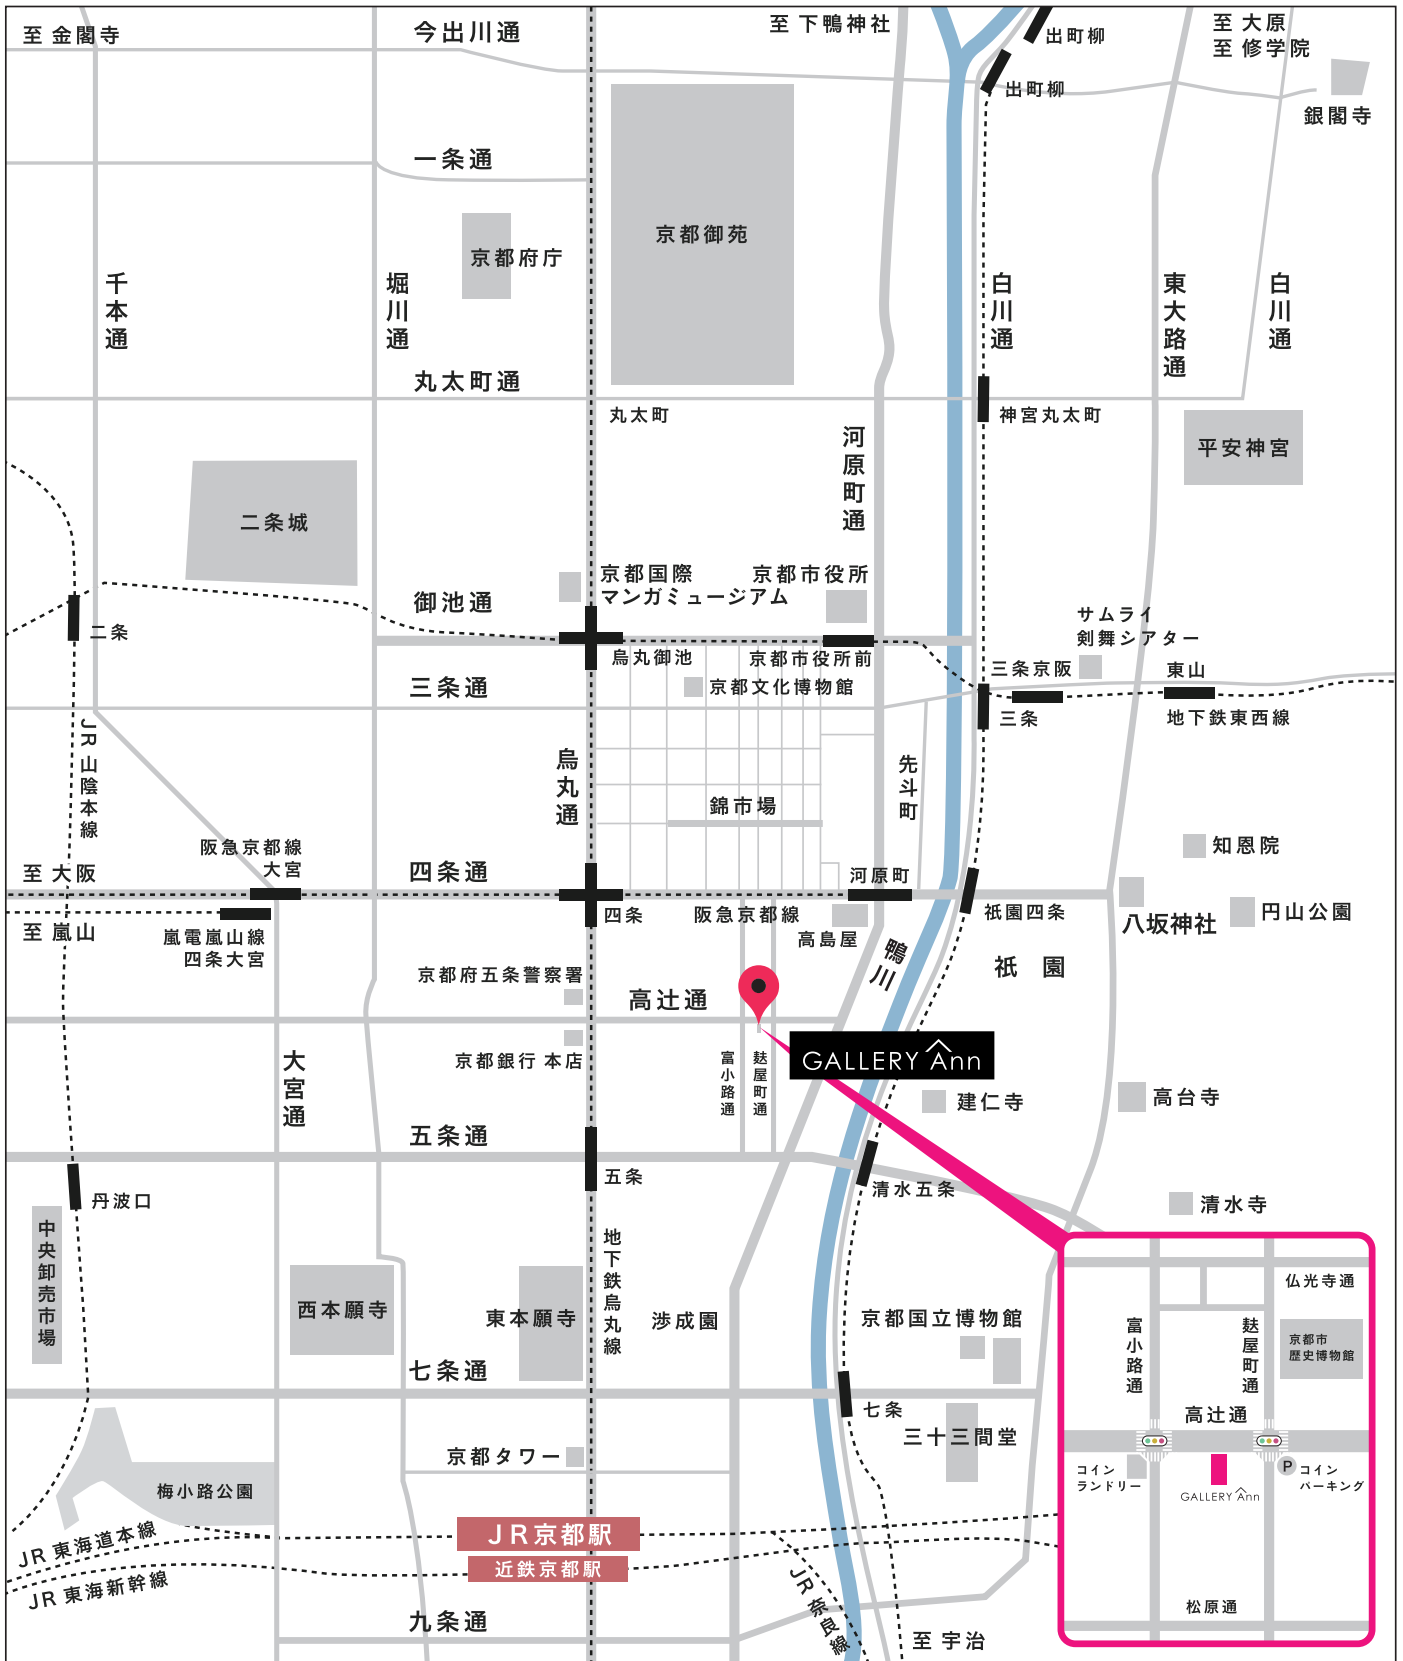 至 金閣寺
今出川通
至 下鴨神社
出町柳
至 大原
至 修学院
出町柳
銀閣寺
一条通
京都御苑
京都府庁
千本通
堀川通
白川通
東大路通
白川通
丸太町通
丸太町
神宮丸太町
河原町通
平安神宮
二条城
京都国際
マンガミュージアム
京都市役所
御池通
二条
サムライ
剣舞シアター
烏丸御池
京都市役所前
三条京阪
東山
三条通
京都文化博物館
三条
地下鉄東西線
JR 山陰本線
烏丸通
先斗町
錦市場
阪急京都線
大宮
知恩院
四条通
至 大阪
河原町
四条
阪急京都線
祇園四条
八坂神社
円山公園
至 嵐山
嵐電嵐山線
四条大宮
高島屋
鴨川
祇 園
京都府五条警察署
高辻通
京都銀行 本店
大宮通
富小路通
麸屋町通
GALLERY Ann
建仁寺
高台寺
五条通
五条
丹波口
清水五条
清水寺
中央卸売市場
地下鉄烏丸線
西本願寺
東本願寺
渉成園
京都国立博物館
仏光寺通
富小路通
麸屋町通
京都市
歴史博物館
七条通
七条
三十三間堂
高辻通
京都タワー
コイン
ランドリー
P
コイン
パーキング
GALLERY Ann
梅小路公園
JR京都駅
JR 東海道本線
近鉄京都駅
JR 東海新幹線
JR 奈良線
九条通
至 宇治
松原通